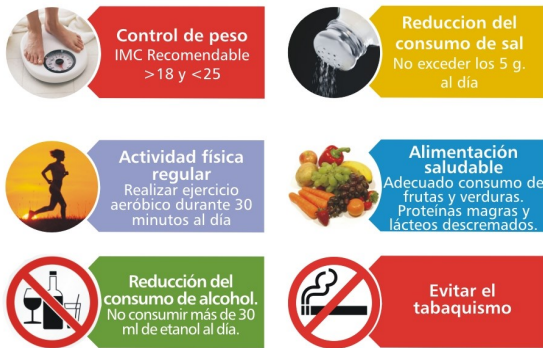 Control de peso
IMC Recomendable
>18 y <25
Reduccion del
consumo de sal
No exceder los 5 g.
al día
Actividad física
regular
Realizar ejercicio
aeróbico durante 30
minutos al día
Alimentación
saludable
Adecuado consumo de
frutas y verduras.
Proteínas magras y
lácteos descremados.
Reducción del
consumo de alcohol.
No consumir más de 30
ml de etanol al día.
Evitar el
tabaquismo